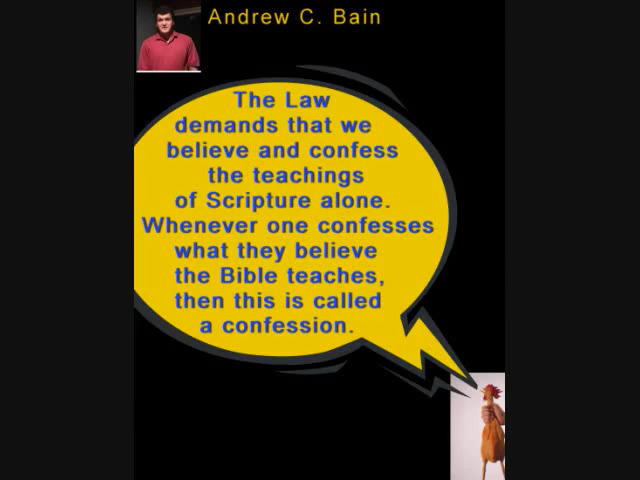 Andrew C. Bain
The Law
demands that we
believe and confess
the teachings
of Scripture alone.
Whenever one confesses
what they believe
the Bible teaches,
then this is called
a confession.